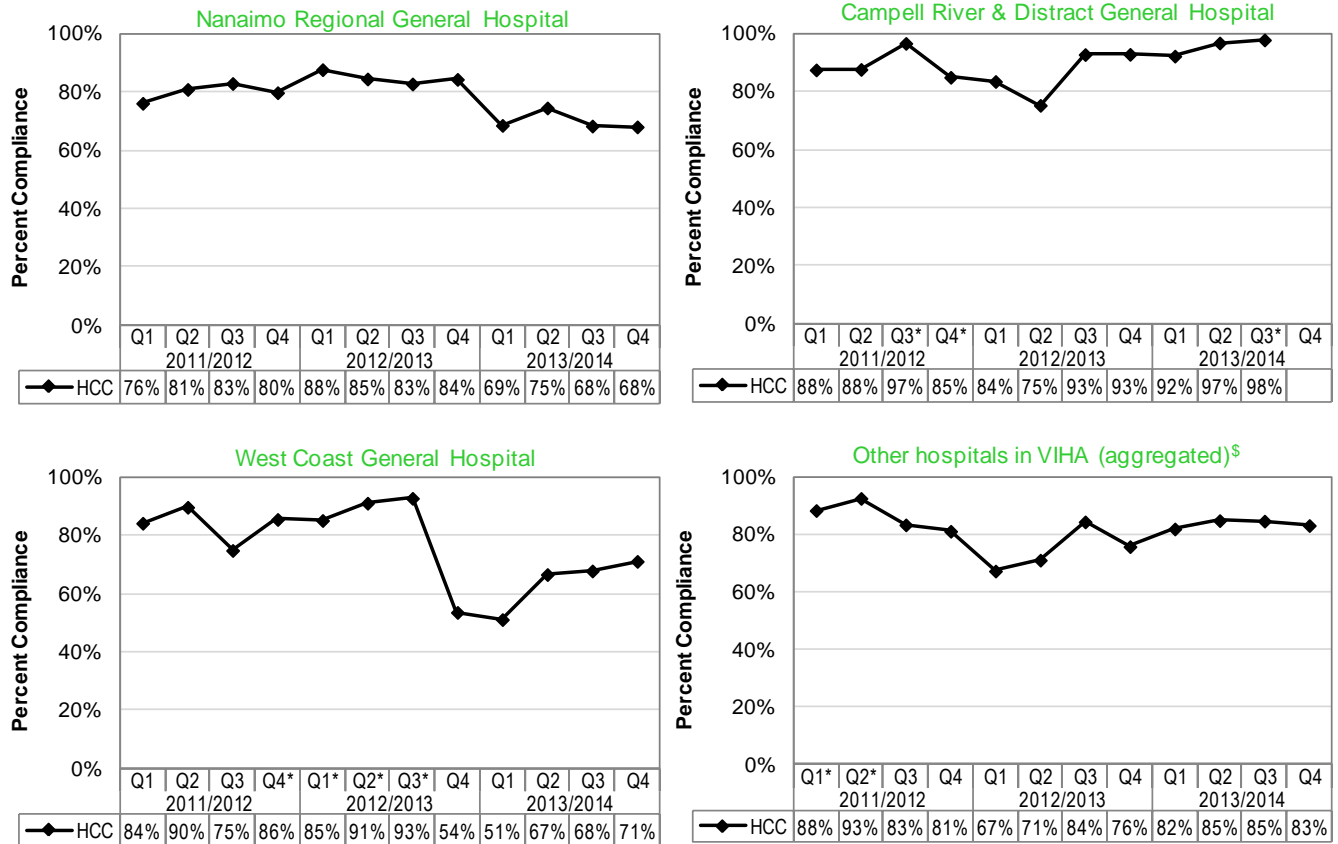 Nanaimo Regional General Hospital
Percent Compliance
100%
80%
60%
40%
20%
0%
Q1 Q2 Q3 Q4 Q1 Q2 Q3 Q4 Q1 Q2 Q3 Q4
2011/2012 2012/2013 2013/2014
HCC 76% 81% 83% 80% 88% 85% 83% 84% 69% 75% 68% 68%
Campell River & Distract General Hospital
Percent Compliance
100%
80%
60%
40%
20%
0%
Q1 Q2 Q3* Q4* Q1 Q2 Q3 Q4 Q1 Q2 Q3* Q4
2011/2012 2012/2013 2013/2014
HCC 88% 88% 97% 85% 84% 75% 93% 93% 92% 97% 98%
West Coast General Hospital
Percent Compliance
100%
80%
60%
40%
20%
0%
Q1 Q2 Q3 Q4* Q1* Q2* Q3* Q4 Q1 Q2 Q3 Q4
2011/2012 2012/2013 2013/2014
HCC 84% 90% 75% 86% 85% 91% 93% 54% 51% 67% 68% 71%
Other hospitals in VIHA (aggregated)$
Percent Compliance
100%
80%
60%
40%
20%
0%
Q1* Q2* Q3 Q4 Q1 Q2 Q3 Q4 Q1 Q2 Q3 Q4
2011/2012 2012/2013 2013/2014
HCC 88% 93% 83% 81% 67% 71% 84% 76% 82% 85% 85% 83%